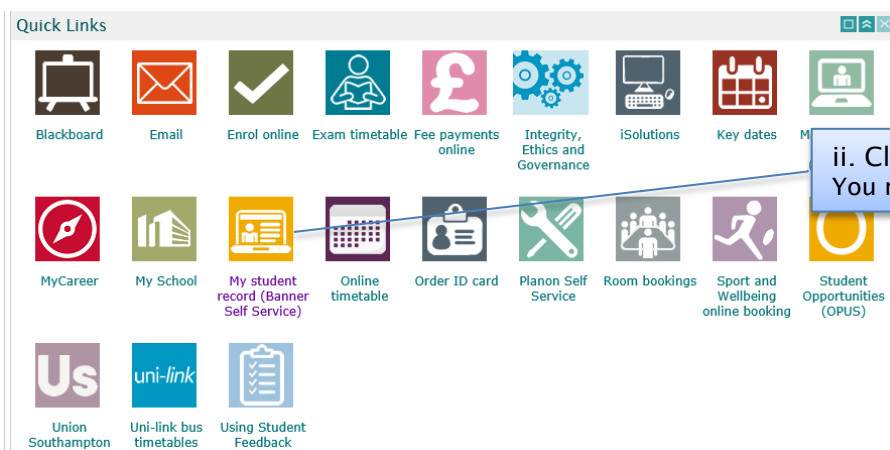 Quick Links
Blackboard
Email
Enrol online
Exam timetable
Fee payments
online
Integrity,
Ethics and
Governance
iSolutions
Key dates
ii. Cl
You
MyCareer
My School
My student
record (Banner
Self Service)
Online
timetable
Order ID card
Planon Self
Service
Room bookings
Sport and
Wellbeing
online booking
Student
Opportunities
(OPUS)
Us
uni-link
Union
Southampton
Uni-link bus
timetables
Using Student
Feedback